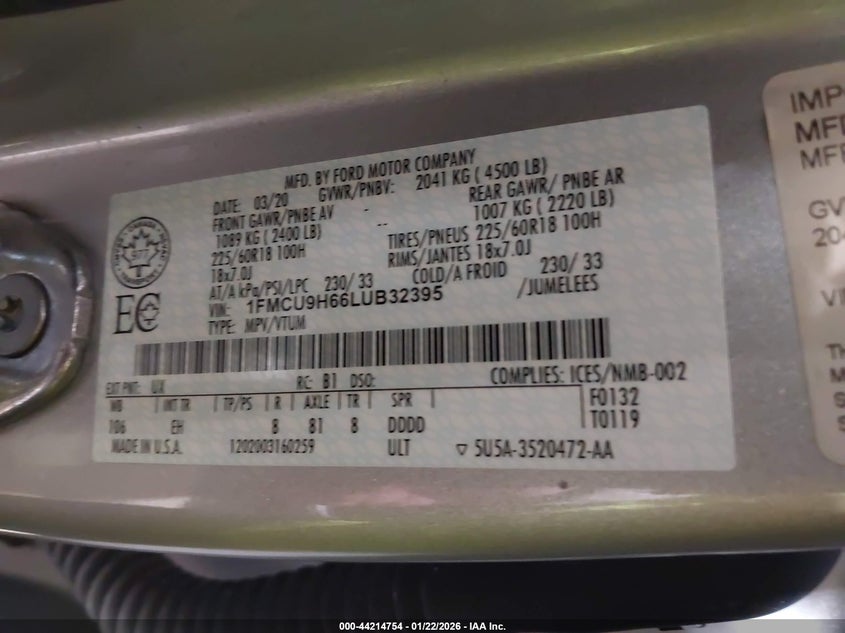 MFD. BY FORD MOTOR COMPANY
DATE: 03/20 GVWR/PNBV: 2041 KG ( 4500 LB)
FRONT GAWR/PNBE AV - REAR GAWR/ PNBE AR
1089 KG ( 2400 LB) -- 1007 KG ( 2220 LB)
225/60R18 100H TIRES/PNEUS 225/60R18 100H
18x7.0J RIMS/JANTES 18x7.0J
AT/A kPa/PSI/LPC 230/ 33 COLD/A FROID 230/ 33
VIN: 1FMCU9H66LUB32395 /JUMELEES
TYPE: MPV/VTUM
977
EC
EXT PNT: UX RC: B1 DSO: COMPLIES: ICES/NMB-002
WB INT TR TP/PS R AXLE TR SPR F0132
106 EH 8 81 8 DDDD T0119
MADE IN U.S.A. 1202003160259 ULT ▽ 5U5A-3520472-AA
MFD
MFF
GV
VI
000-44214754 - 01/22/2026 - IAA Inc.